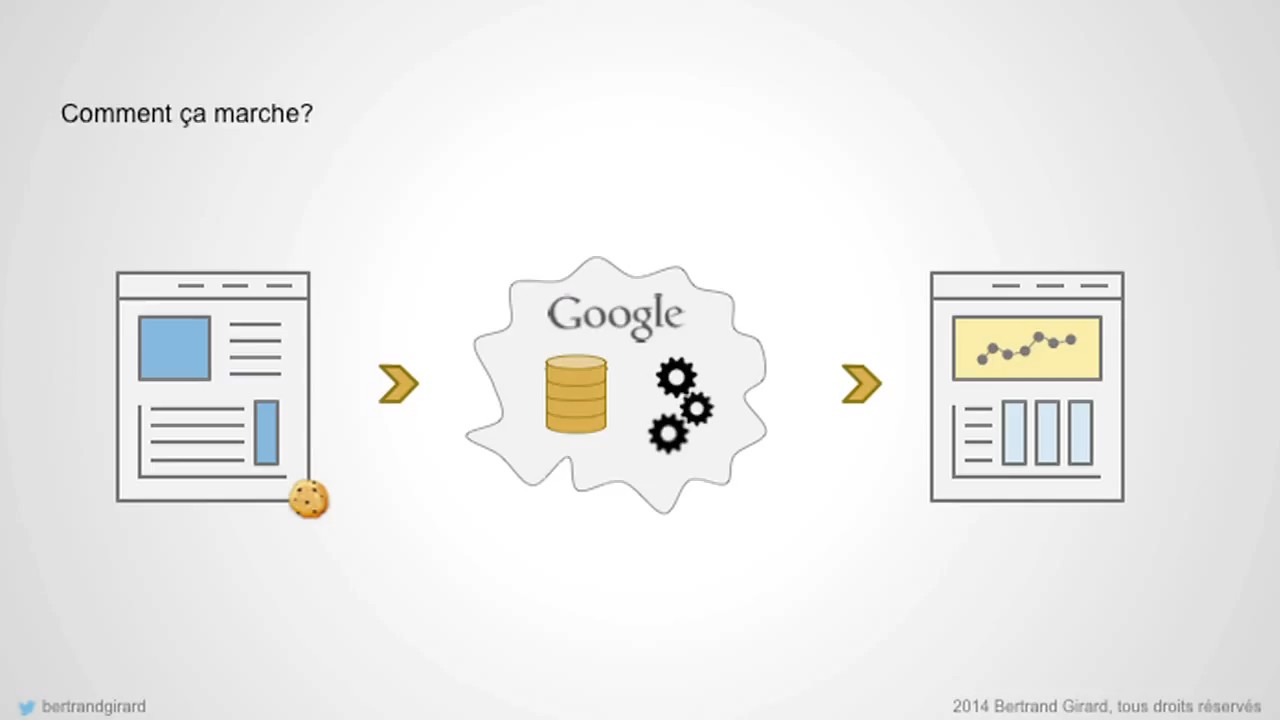 Comment ça marche?
Google
bertrandgirard
2014 Bertrand Girard, tous droits réservés